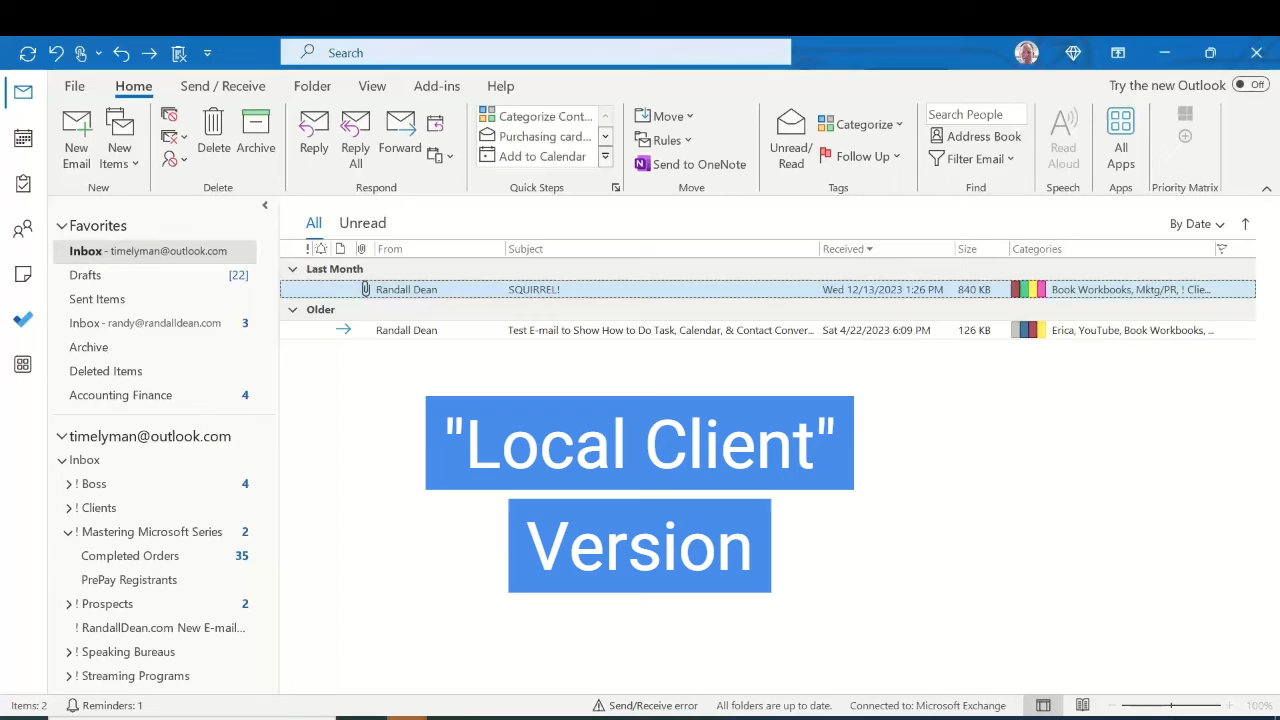 Search
File Home Send / Receive Folder View Add-ins Help Try the new Outlook Off
New Email New Items Delete Archive Reply Reply All Forward
Categorize Cont...
Purchasing card...
Add to Calendar
Move
Rules
Send to OneNote
Unread/ Read
Categorize
Follow Up
Search People
Address Book
Filter Email
Read Aloud
All Apps
New Delete Respond Quick Steps Move Tags Find Speech Apps Priority Matrix
Favorites
Inbox - timelyman@outlook.com
Drafts [22]
Sent Items
Inbox - randy@randalldean.com 3
Archive
Deleted Items
Accounting Finance 4
timelyman@outlook.com
Inbox
! Boss 4
! Clients
! Mastering Microsoft Series 2
Completed Orders 35
PrePay Registrants
! Prospects 2
! RandallDean.com New E-mail...
! Speaking Bureaus
! Streaming Programs
All Unread By Date
! From Subject Received Size Categories
Last Month
Randall Dean SQUIRREL! Wed 12/13/2023 1:26 PM 840 KB Book Workbooks, Mktg/PR, ! Clie...
Older
Randall Dean Test E-mail to Show How to Do Task, Calendar, & Contact Conver... Sat 4/22/2023 6:09 PM 126 KB Erica, YouTube, Book Workbooks, ...
"Local Client"
Version
Items: 2 Reminders: 1 Send/Receive error All folders are up to date. Connected to: Microsoft Exchange 100%